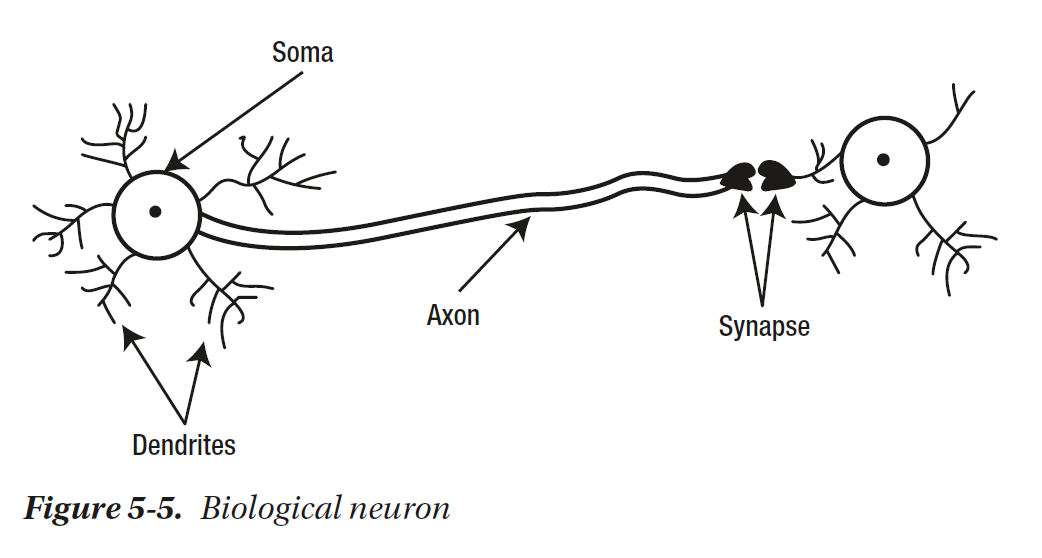 Soma
Axon
Synapse
Dendrites
Figure 5-5. Biological neuron